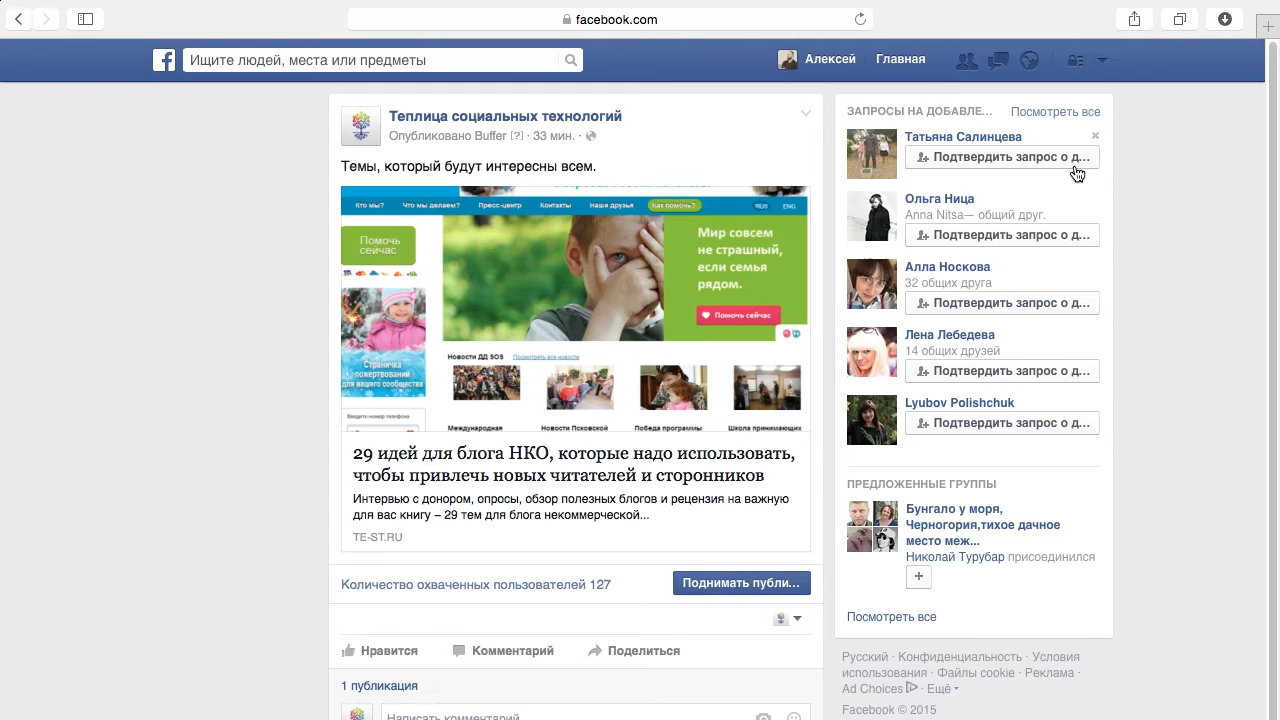 facebook.com
Ищите людей, места или предметы
Алексей
Главная
Теплица социальных технологий
Опубликовано Buffer [?] · 33 мин. ·
Темы, который будут интересны всем.
Кто мы?
Что мы делаем?
Пресс-центр
Контакты
Наши друзья
Как помочь?
RUS
ENG
Помочь
сейчас
Мир совсем
не страшный,
если семья
рядом.
Помочь сейчас
Страничка
пожертвований
для вашего сообщества
Введите номер телефона
Новости ДД SOS
Посмотреть все новости
Международная
Новости Псковской
Победа программы
Школа принимающих
29 идей для блога НКО, которые надо использовать,
чтобы привлечь новых читателей и сторонников
Интервью с донором, опросы, обзор полезных блогов и рецензия на важную
для вас книгу – 29 тем для блога некоммерческой...
TE-ST.RU
Количество охваченных пользователей 127
Поднимать публи...
Нравится
Комментарий
Поделиться
1 публикация
Написать комментарий
ЗАПРОСЫ НА ДОБАВЛЕ...
Посмотреть все
Татьяна Салинцева
Подтвердить запрос о д...
Ольга Ница
Anna Nitsa— общий друг.
Подтвердить запрос о д...
Алла Носкова
32 общих друга
Подтвердить запрос о д...
Лена Лебедева
14 общих друзей
Подтвердить запрос о д...
Lyubov Polishchuk
Подтвердить запрос о д...
ПРЕДЛОЖЕННЫЕ ГРУППЫ
Бунгало у моря,
Черногория,тихое дачное
место меж...
Николай Турубар присоединился
Посмотреть все
Русский · Конфиденциальность · Условия
использования · Файлы cookie · Реклама ·
Ad Choices · Ещё
Facebook © 2015